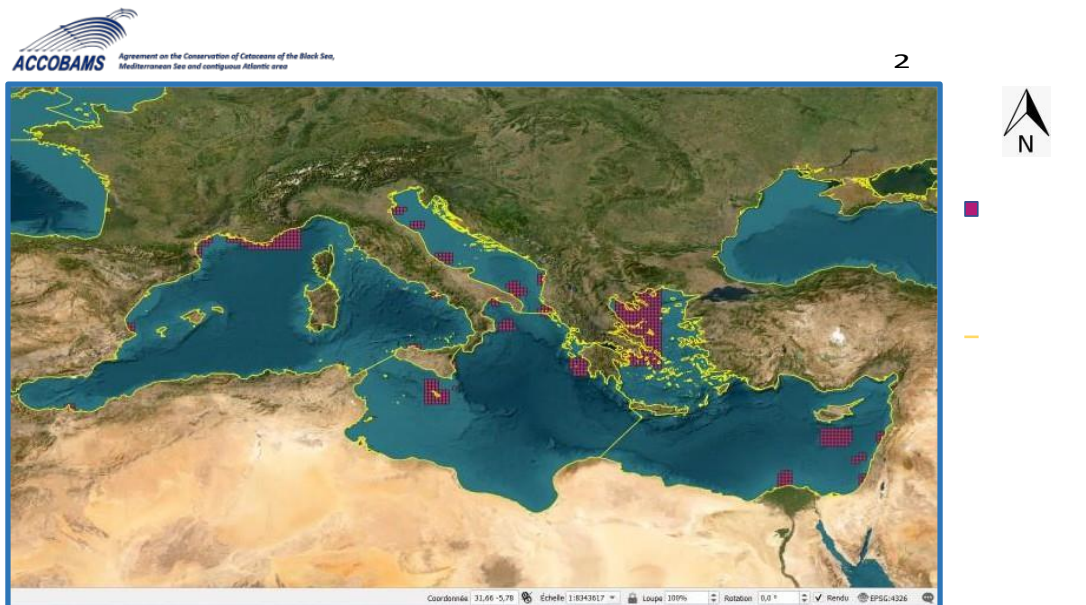 ACCOBAMS
Agreement on the Conservation of Cetaceans of the Black Sea,
Mediterranean Sea and contiguous Atlantic area
2
N
Coordonnée 31,66 -5,78 Échelle 1:8343617 Loupe 100% Rotation 0,0 ° Rendu EPSG:4326